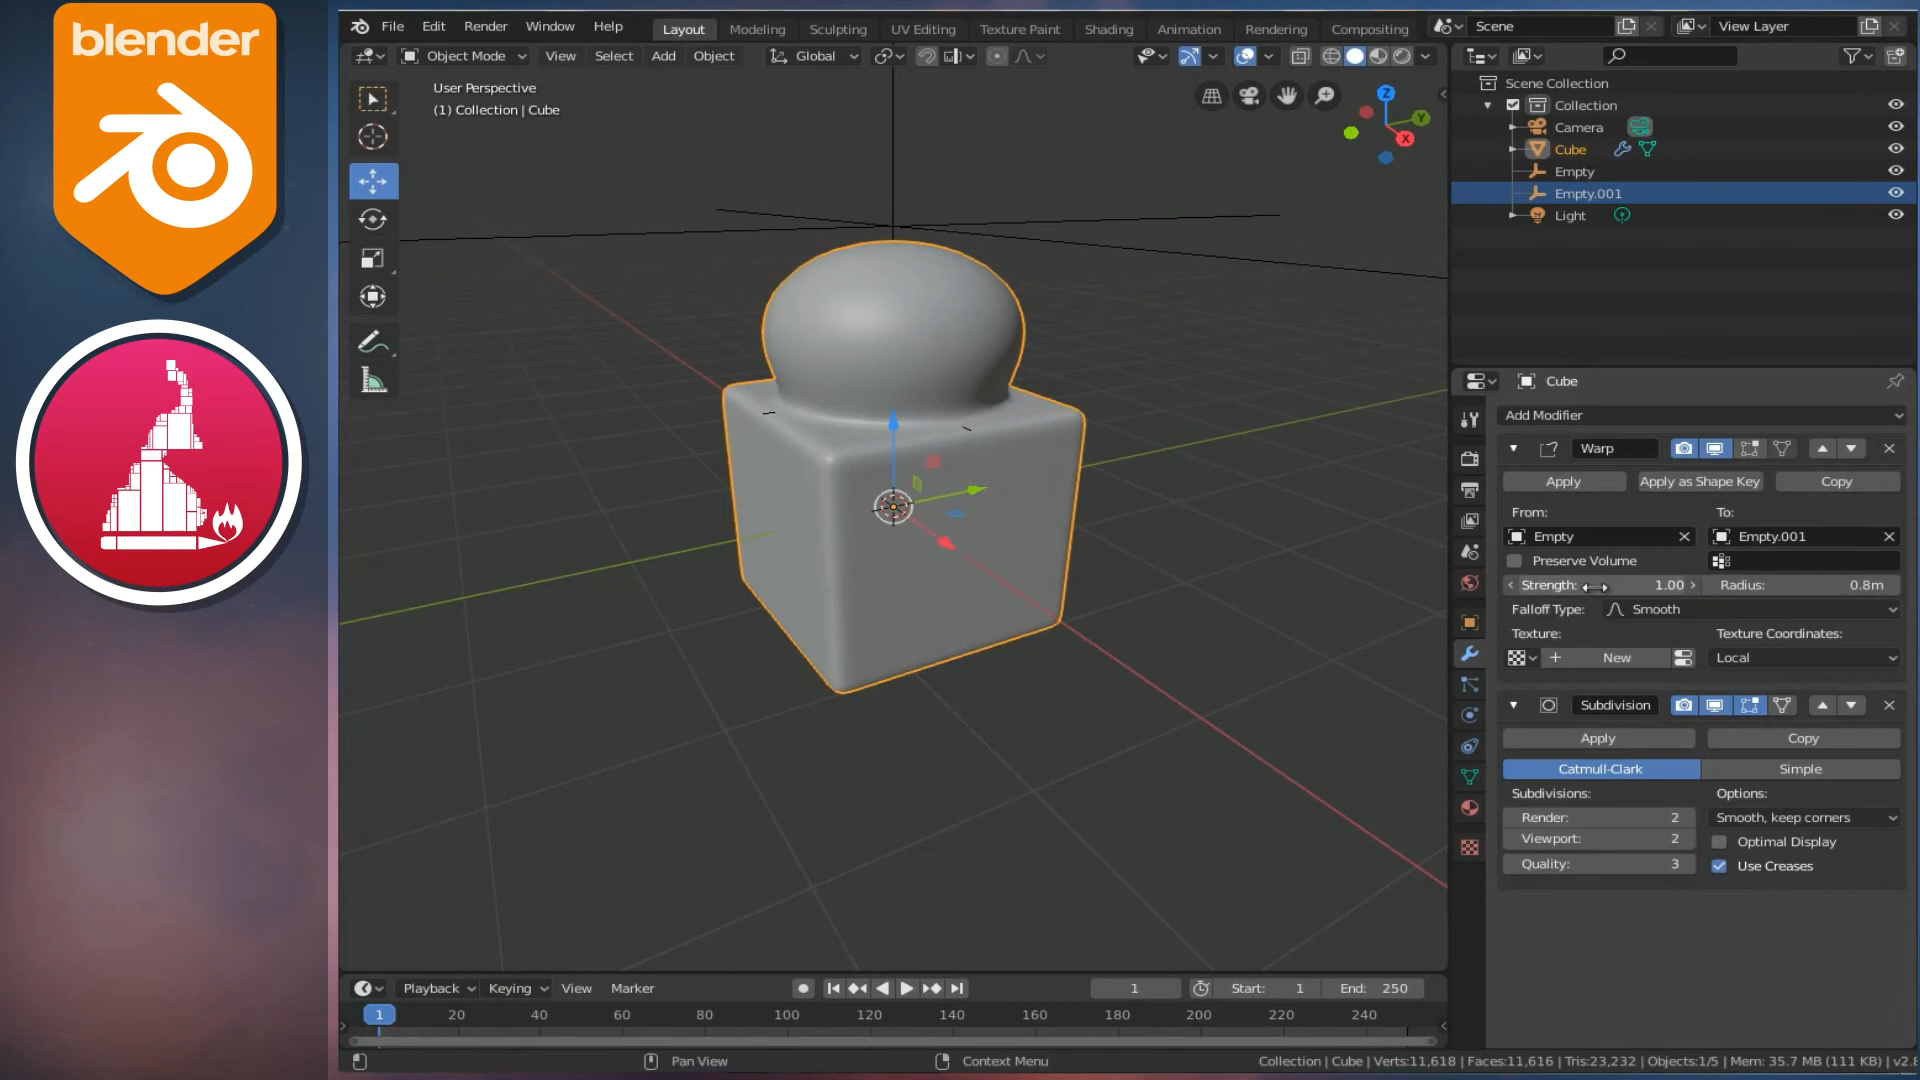 blender
File Edit Render Window Help
Layout Modeling Sculpting UV Editing Texture Paint Shading Animation Rendering Compositing
Scene
View Layer
Object Mode View Select Add Object
Global
User Perspective
(1) Collection | Cube
Z
Y
X
Scene Collection
Collection
Camera
Cube
Empty
Empty.001
Light
Cube
Add Modifier
Warp
Apply Apply as Shape Key Copy
From: To:
Empty Empty.001
Preserve Volume
Strength: 1.00 Radius: 0.8m
Falloff Type: Smooth
Texture: Texture Coordinates:
New Local
Subdivision
Apply Copy
Catmull-Clark Simple
Subdivisions: Options:
Render: 2 Smooth, keep corners
Viewport: 2 Optimal Display
Quality: 3 Use Creases
Playback Keying View Marker
1
Start: 1
End: 250
1 20 40 60 80 100 120 140 160 180 200 220 240
Pan View
Context Menu
Collection | Cube | Verts:11,618 | Faces:11,616 | Tris:23,232 | Objects:1/5 | Mem: 35.7 MB (111 KB) | v2.8